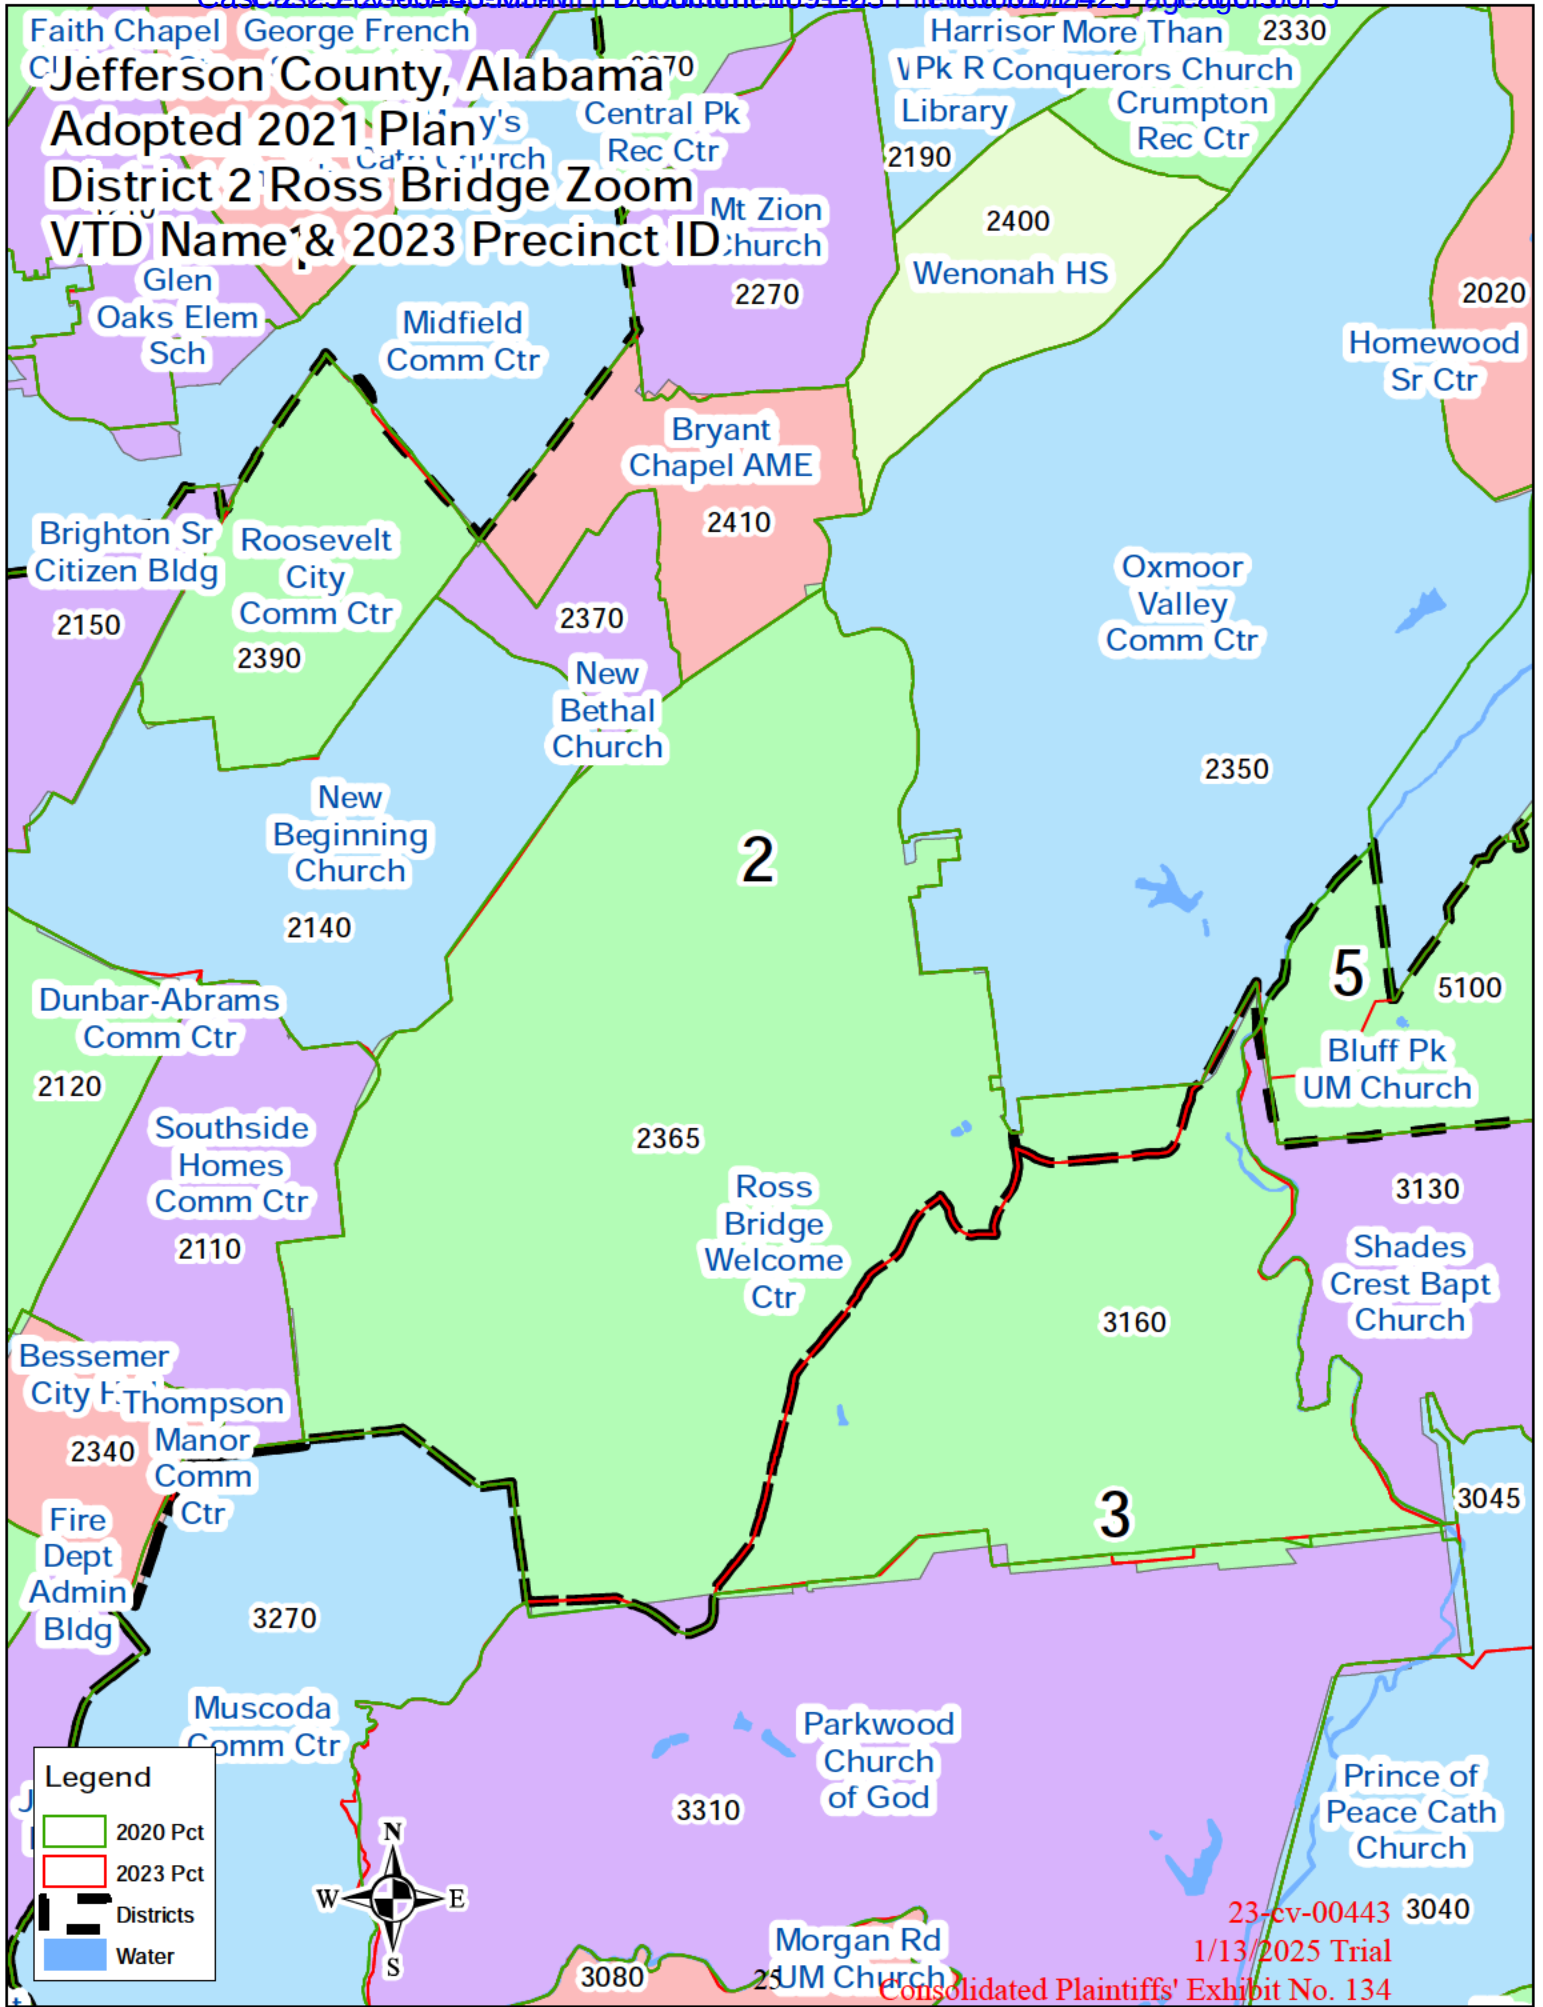 Faith Chapel
George French
Jefferson County, Alabama
Adopted 2021 Plan
District 2 Ross Bridge Zoom
VTD Name & 2023 Precinct ID
Cath Church
Central Pk
Rec Ctr
Harrison
Pk R
Library
2190
More Than
Conquerors Church
2330
Crumpton
Rec Ctr
2400
Wenonah HS
Mt Zion
Church
2270
2020
Homewood
Sr Ctr
Glen
Oaks Elem
Sch
Midfield
Comm Ctr
Bryant
Chapel AME
2410
Brighton Sr
Citizen Bldg
2150
Roosevelt
City
Comm Ctr
2390
2370
New
Bethal
Church
Oxmoor
Valley
Comm Ctr
2350
New
Beginning
Church
2140
2
5
5100
Bluff Pk
UM Church
Dunbar-Abrams
Comm Ctr
2120
Southside
Homes
Comm Ctr
2110
2365
Ross
Bridge
Welcome
Ctr
3130
Shades
Crest Bapt
Church
3160
3
3045
Bessemer
City
2340
Thompson
Manor
Comm
Ctr
Fire
Dept
Admin
Bldg
3270
Muscoda
Comm Ctr
Parkwood
Church
of God
3310
Prince of
Peace Cath
Church
3040
Legend
2020 Pct
2023 Pct
Districts
Water
N
W E
S
3080
Morgan Rd
UM Church
25
23-cv-00443
1/13/2025 Trial
Consolidated Plaintiffs' Exhibit No. 134